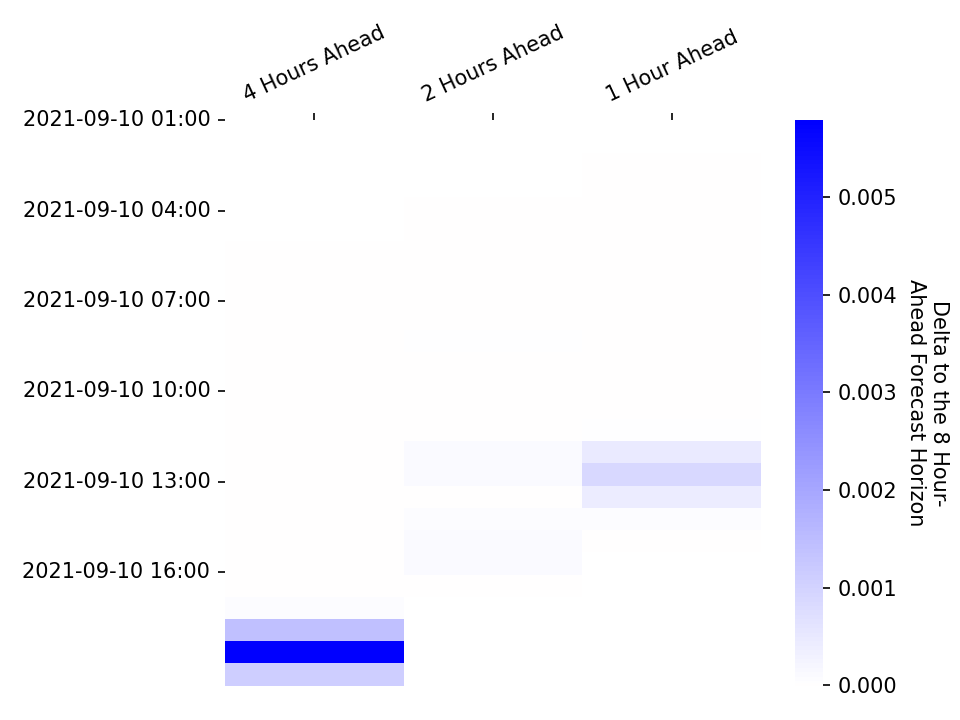 4 Hours Ahead
2 Hours Ahead
1 Hour Ahead
2021-09-10 01:00
2021-09-10 04:00
2021-09-10 07:00
2021-09-10 10:00
2021-09-10 13:00
2021-09-10 16:00
0.005
0.004
0.003
0.002
0.001
0.000
Delta to the 8 Hour-
Ahead Forecast Horizon